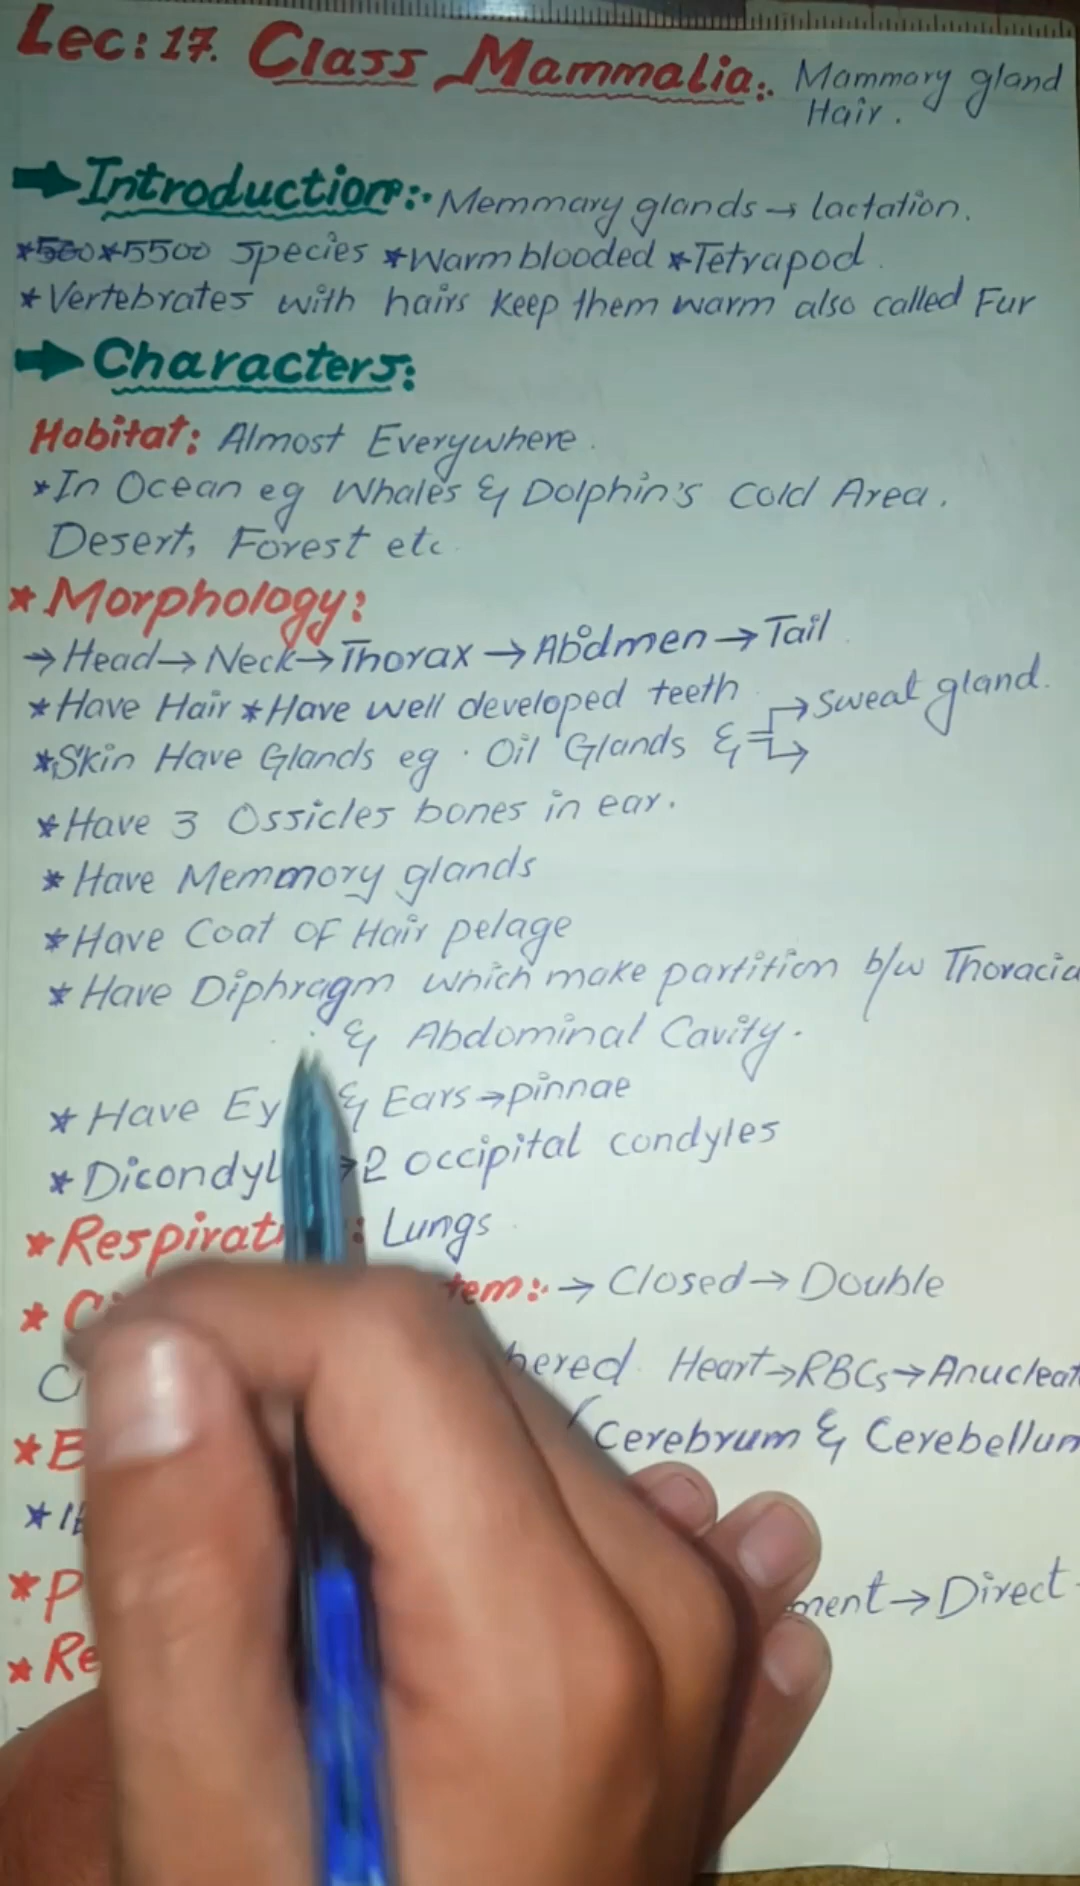 Lec: 17. Class Mammalia:. Mammary gland
Hair.
Introduction:. Memmary glands → lactation.
*500 *5500 Species *Warmblooded *Tetrapod
*Vertebrates with hairs keep them warm also called Fur
Characters:
Habitat: Almost Everywhere.
*In Ocean eg Whales & Dolphin's Cold Area.
Desert, Forest etc
* Morphology:
→ Head → Neck → Thorax → Abdmen → Tail
*Have Hair *Have well developed teeth
→ Sweat gland.
*Skin Have Glands eg. Oil Glands & →
*Have 3 Ossicles bones in ear.
*Have Memmory glands
*Have Coat OF Hair pelage
*Have Diphragm which make partition b/w Thoracic
& Abdominal Cavity.
*Have Ey & Ears → pinnae
*Dicondyl → 2 occipital condyles
*Respirati : Lungs
* C tem:. → Closed → Double
C bered Heart → RBCs → Anucleat
*E Cerebrum & Cerebellum
*1
*P ment → Direct
*Re